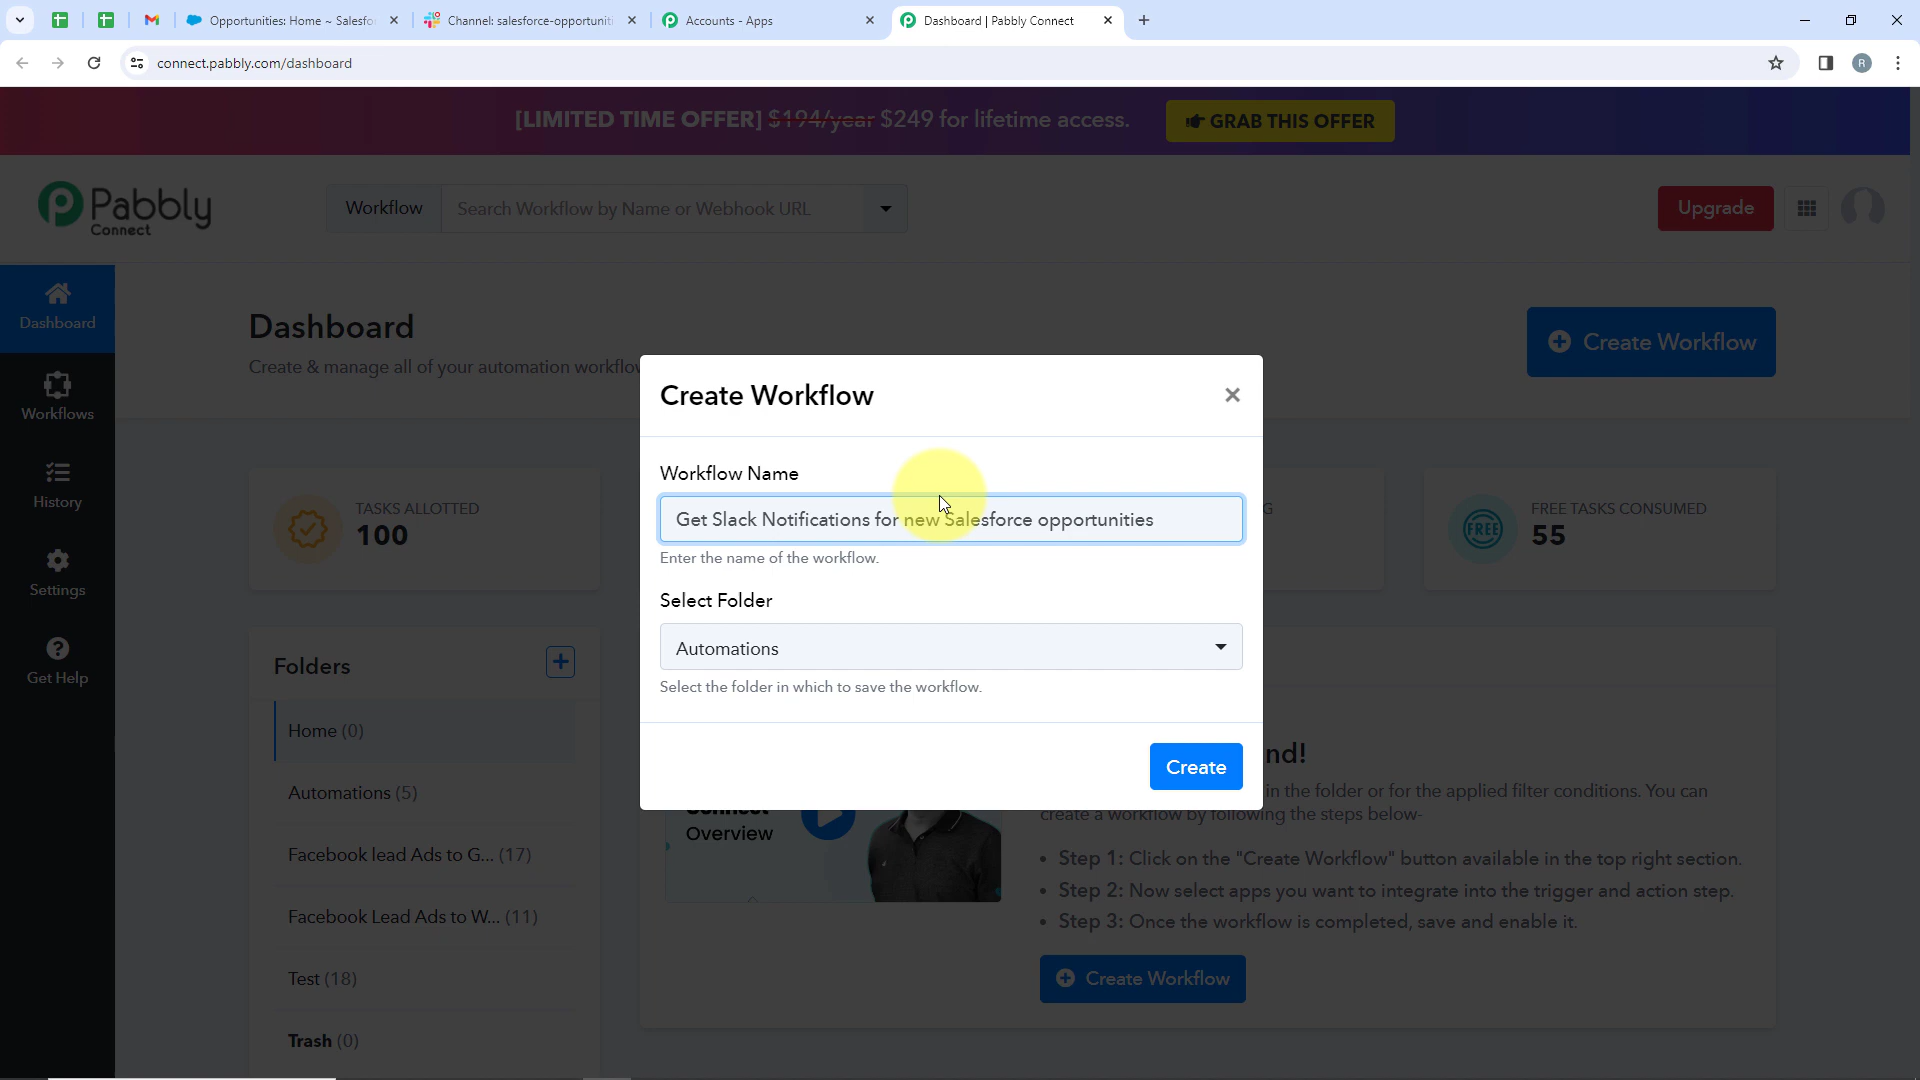 Opportunities: Home ~ Salesfo
Channel: salesforce-opportuniti
Accounts - Apps
Dashboard | Pabbly Connect
connect.pabbly.com/dashboard
R
[LIMITED TIME OFFER] $194/year $249 for lifetime access.
GRAB THIS OFFER
Pabbly
Connect
Workflow
Search Workflow by Name or Webhook URL
Upgrade
Dashboard
Workflows
History
Settings
Get Help
Dashboard
Create & manage all of your automation workflow
Create Workflow
TASKS ALLOTTED
100
G
FREE
FREE TASKS CONSUMED
55
Create Workflow
Workflow Name
Get Slack Notifications for new Salesforce opportunities
Enter the name of the workflow.
Select Folder
Automations
Select the folder in which to save the workflow.
Create
Folders
Home (0)
Automations (5)
Facebook lead Ads to G... (17)
Facebook Lead Ads to W... (11)
Test (18)
Trash (0)
Connect
Overview
nd!
in the folder or for the applied filter conditions. You can
create a workflow by following the steps below-
• Step 1: Click on the "Create Workflow" button available in the top right section.
• Step 2: Now select apps you want to integrate into the trigger and action step.
• Step 3: Once the workflow is completed, save and enable it.
Create Workflow